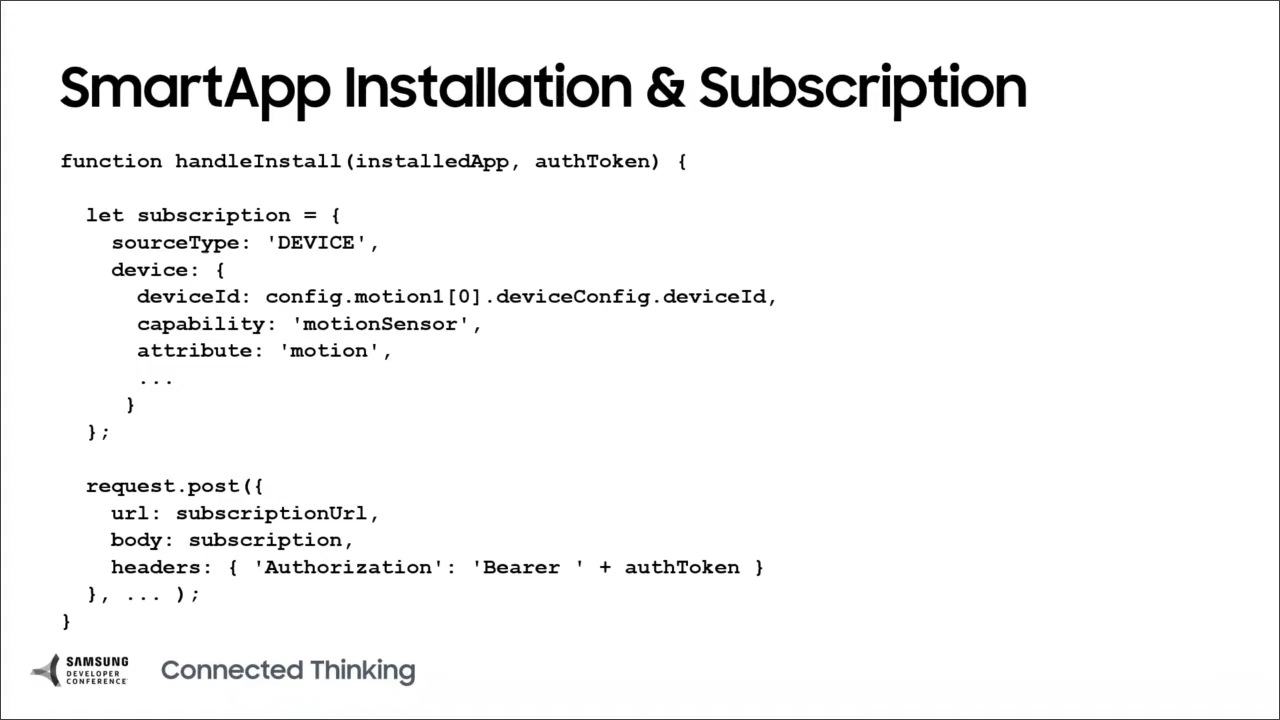 SmartApp Installation & Subscription
function handleInstall(installedApp, authToken) {
let subscription = {
sourceType: 'DEVICE',
device: {
deviceId: config.motion1[0].deviceConfig.deviceId,
capability: 'motionSensor',
attribute: 'motion',
...
}
};
request.post({
url: subscriptionUrl,
body: subscription,
headers: { 'Authorization': 'Bearer ' + authToken }
}, ... );
}
SAMSUNG
DEVELOPER
CONFERENCE
Connected Thinking